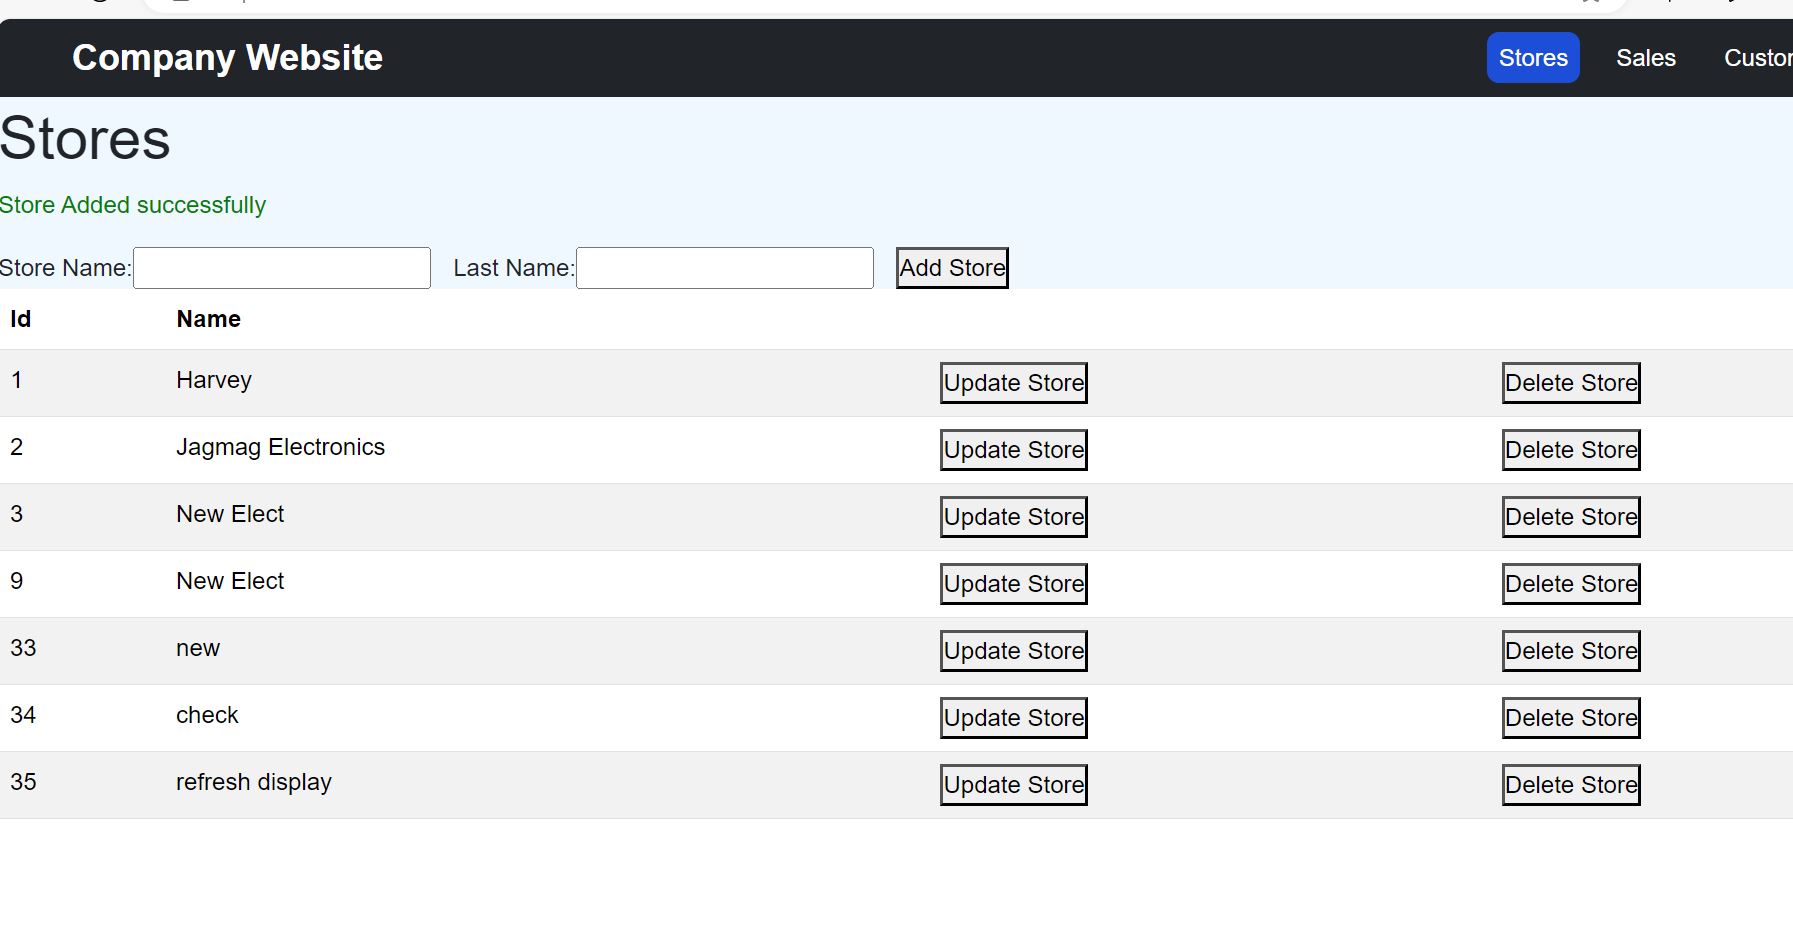 Company Website Stores Sales
Stores
Store Added successfully
Store Name: Last Name: Add Store
Id Name
1 Harvey Update Store Delete Store
2 Jagmag Electronics Update Store Delete Store
3 New Elect Update Store Delete Store
9 New Elect Update Store Delete Store
33 new Update Store Delete Store
34 check Update Store Delete Store
35 refresh display Update Store Delete Store